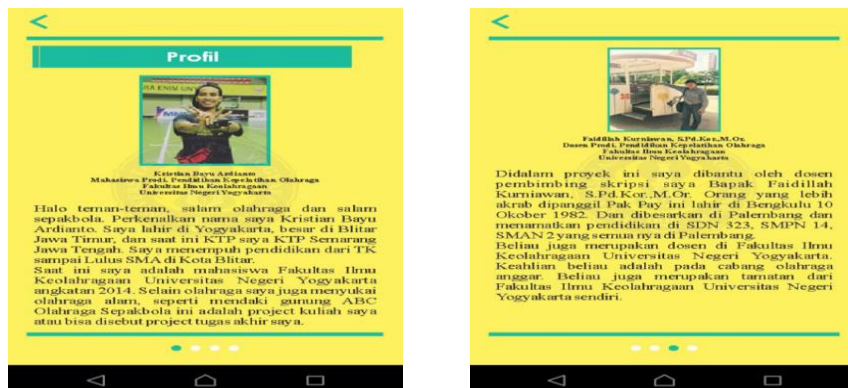 Profil
Kristian Bayu Ardianto
Mahasiswa Prodi. Pendidikan Kepelatihan Olahraga
Fakultas Ilmu Keolahragaan
Universitas Negeri Yogyakarta
Halo teman-teman, salam olahraga dan salam
sepakbola. Perkenalkan nama saya Kristian Bayu
Ardianto. Saya lahir di Yogyakarta, besar di Blitar
Jawa Timur, dan saat ini KTP saya KTP Semarang
Jawa Tengah. Saya menempuh pendidikan dari TK
sampai Lulus SMA di Kota Blitar.
Saat ini saya adalah mahasiswa Fakultas Ilmu
Keolahragaan Universitas Negeri Yogyakarta
angkatan 2014. Selain olahraga saya juga menyukai
olahraga alam, seperti mendaki gunung ABC
Olahraga Sepakbola ini adalah project kuliah saya
atau bisa disebut project tugas akhir saya.
Faidillah Kurniawan, S.Pd.Kor.,M.Or.
Dosen Prodi. Pendidikan Kepelatihan Olahraga
Fakultas Ilmu Keolahragaan
Universitas Negeri Yogyakarta
Didalam proyek ini saya dibantu oleh dosen
pembimbing skripsi saya Bapak Faidillah
Kurniawan, S.Pd.Kor.,M.Or. Orang yang lebih
akrab dipanggil Pak Pay ini lahir di Bengkulu 10
Okober 1982. Dan dibesarkan di Palembang dan
menamatkan pendidikan di SDN 323, SMPN 14,
SMAN 2 yang semua nya di Palembang.
Beliau juga merupakan dosen di Fakultas Ilmu
Keolahragaan Universitas Negeri Yogyakarta.
Keahlian beliau adalah pada cabang olahraga
anggar. Beliau juga merupakan tamatan dari
Fakultas Ilmu Keolahragaan Universitas Negeri
Yogyakarta sendiri.